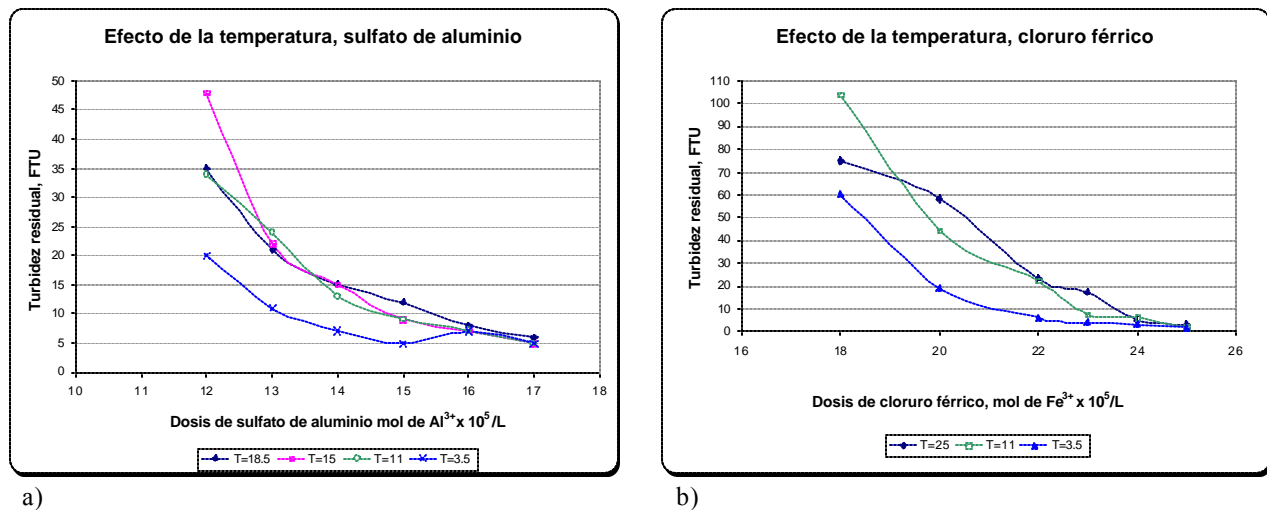 Efecto de la temperatura, sulfato de aluminio
50
45
40
35
30
25
20
15
10
5
0
Turbidez residual, FTU
10 11 12 13 14 15 16 17 18
Dosis de sulfato de aluminio mol de Al³⁺ x 10⁵/L
T=18.5 T=15 T=11 T=3.5
a)
Efecto de la temperatura, cloruro férrico
110
100
90
80
70
60
50
40
30
20
10
0
Turbidez residual, FTU
16 18 20 22 24 26
Dosis de cloruro férrico, mol de Fe³⁺ x 10⁵/L
T=25 T=11 T=3.5
b)